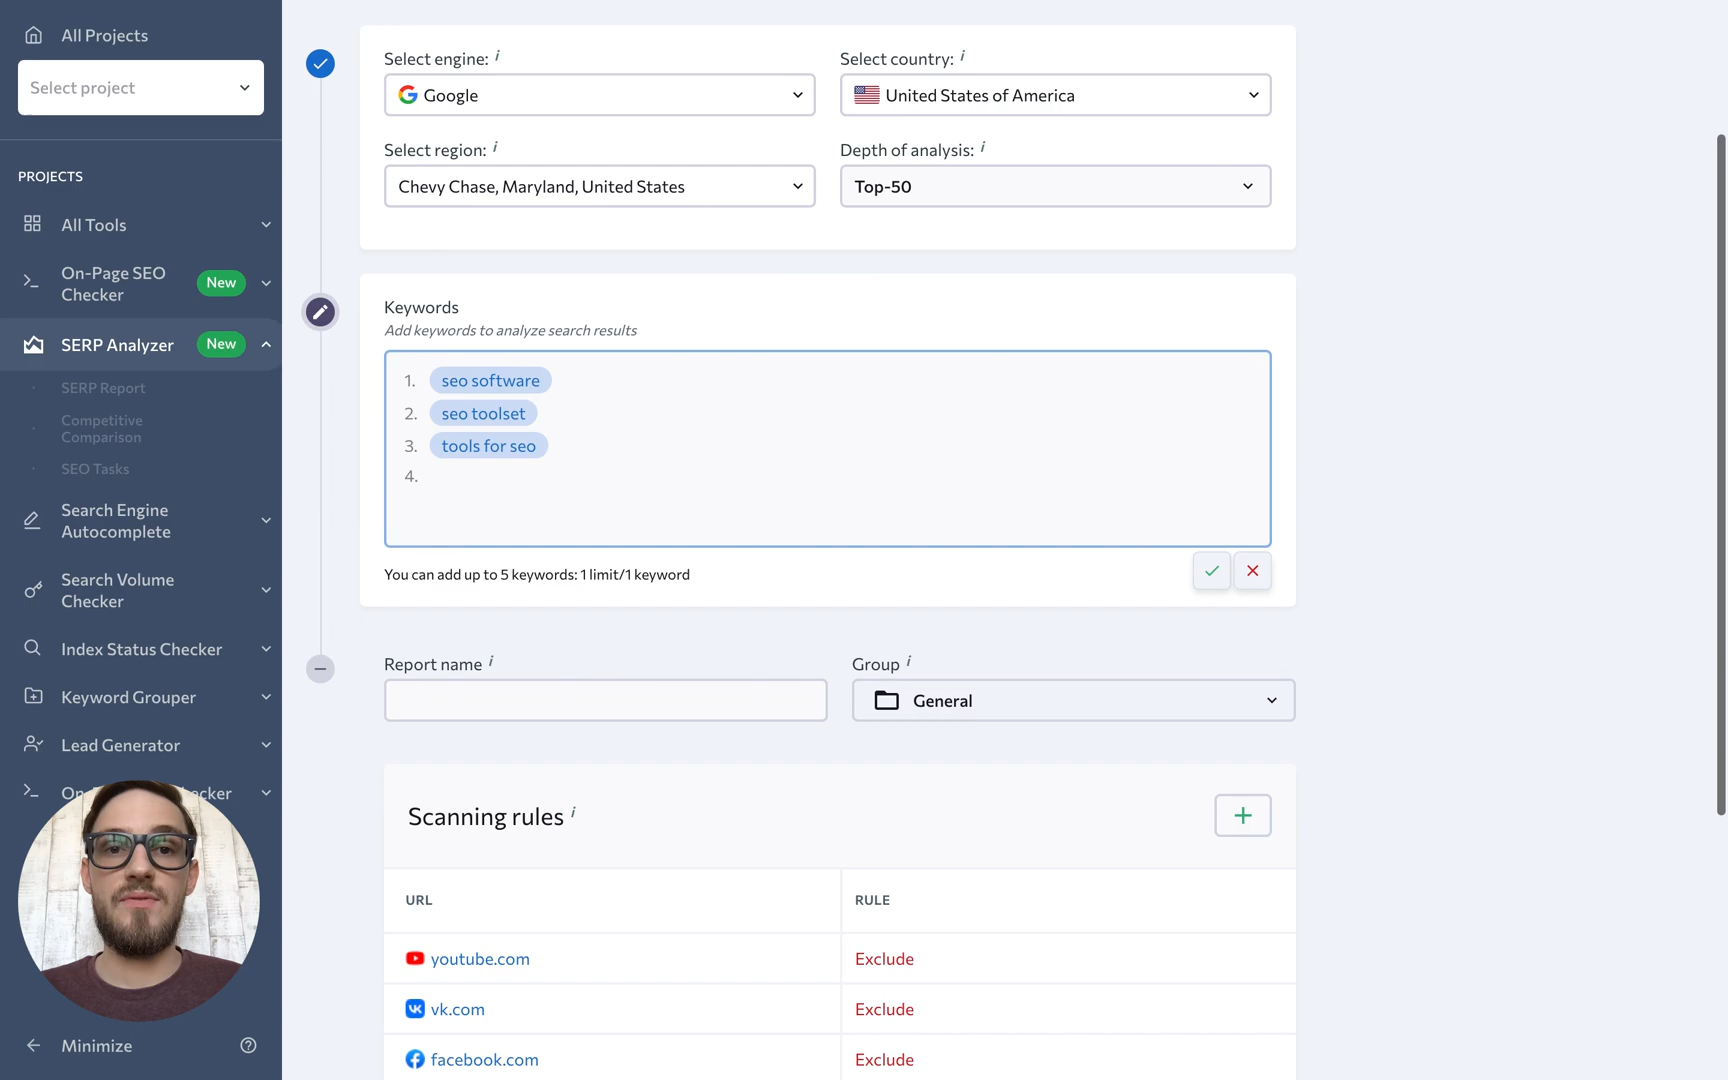 All Projects
Select project
PROJECTS
All Tools
On-Page SEO
Checker
New
SERP Analyzer
New
SERP Report
Competitive
Comparison
SEO Tasks
Search Engine
Autocomplete
Search Volume
Checker
Index Status Checker
Keyword Grouper
Lead Generator
On
ecker
Minimize
Select engine: i
Google
Select country: i
United States of America
Select region: i
Chevy Chase, Maryland, United States
Depth of analysis: i
Top-50
Keywords
Add keywords to analyze search results
1. seo software
2. seo toolset
3. tools for seo
4.
You can add up to 5 keywords: 1 limit/1 keyword
Report name i
Group i
General
Scanning rules i
URL
RULE
youtube.com
Exclude
vk.com
Exclude
facebook.com
Exclude